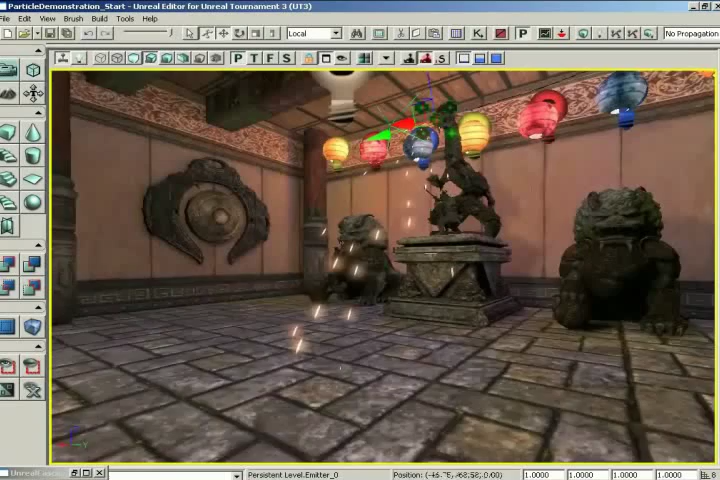 ParticleDemonstration_Start - Unreal Editor for Unreal Tournament 3 (UT3)
File Edit View Brush Build Tools Help
Local
P
No Propagation
P T F S
S
Persistent Level.Emitter_0
1.0000 1.0000 1.0000 1.0000
8